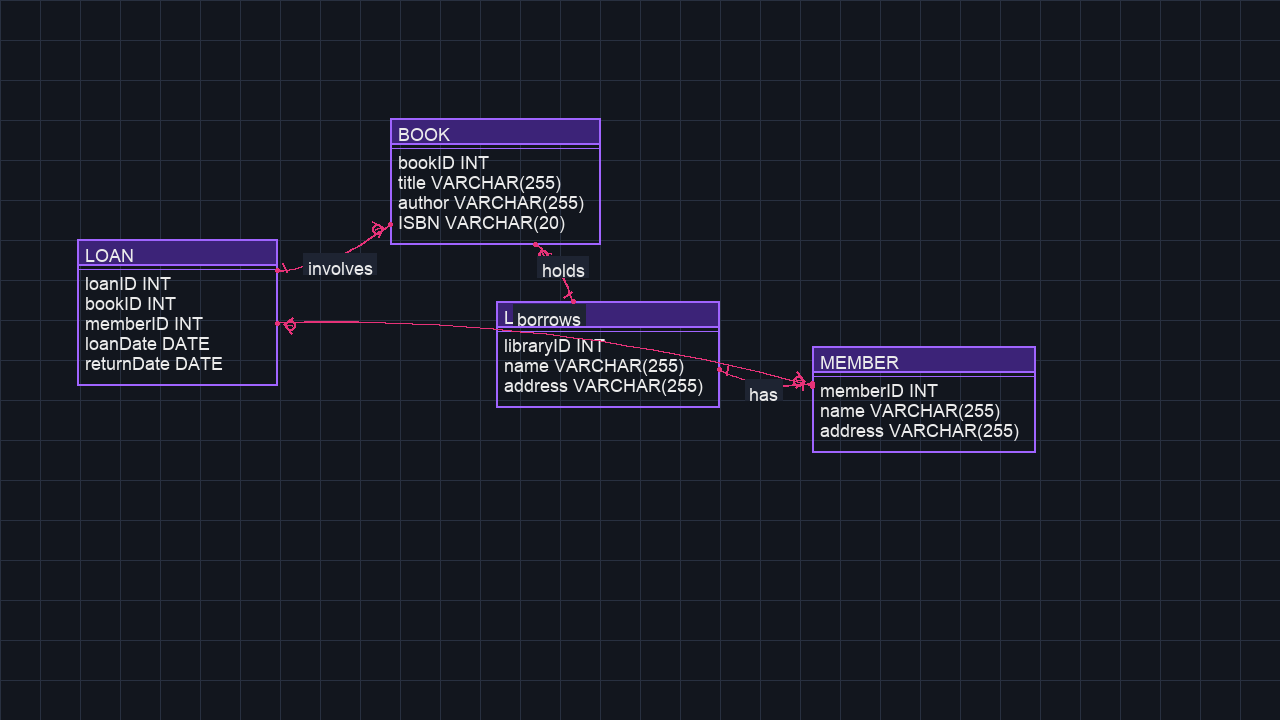 BOOK
bookID INT
title VARCHAR(255)
author VARCHAR(255)
ISBN VARCHAR(20)
LOAN
loanID INT
bookID INT
memberID INT
loanDate DATE
returnDate DATE
involves
holds
L
borrows
libraryID INT
name VARCHAR(255)
address VARCHAR(255)
has
MEMBER
memberID INT
name VARCHAR(255)
address VARCHAR(255)